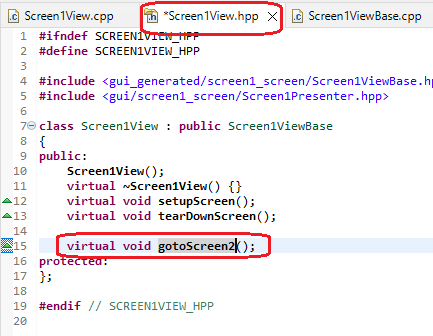 Screen1View.cpp *Screen1View.hpp Screen1ViewBase.cpp
1 #ifndef SCREEN1VIEW_HPP
2 #define SCREEN1VIEW_HPP
3
4 #include <gui_generated/screen1_screen/Screen1ViewBase.h
5 #include <gui/screen1_screen/Screen1Presenter.hpp>
6
7 class Screen1View : public Screen1ViewBase
8 {
9 public:
10 Screen1View();
11 virtual ~Screen1View() {}
12 virtual void setupScreen();
13 virtual void tearDownScreen();
14
15 virtual void gotoScreen2();
16 protected:
17 };
18
19 #endif // SCREEN1VIEW_HPP
20